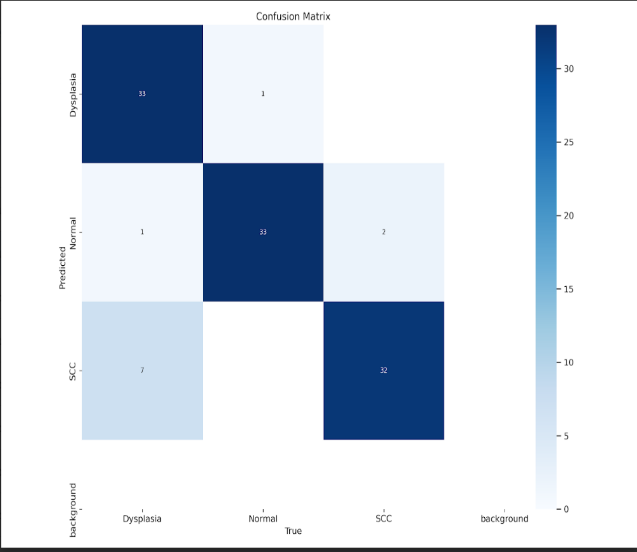 Confusion Matrix
Dysplasia
33
1
30
25
Normal
1
33
2
20
Predicted
15
SCC
7
32
10
5
background
0
Dysplasia
Normal
SCC
background
True